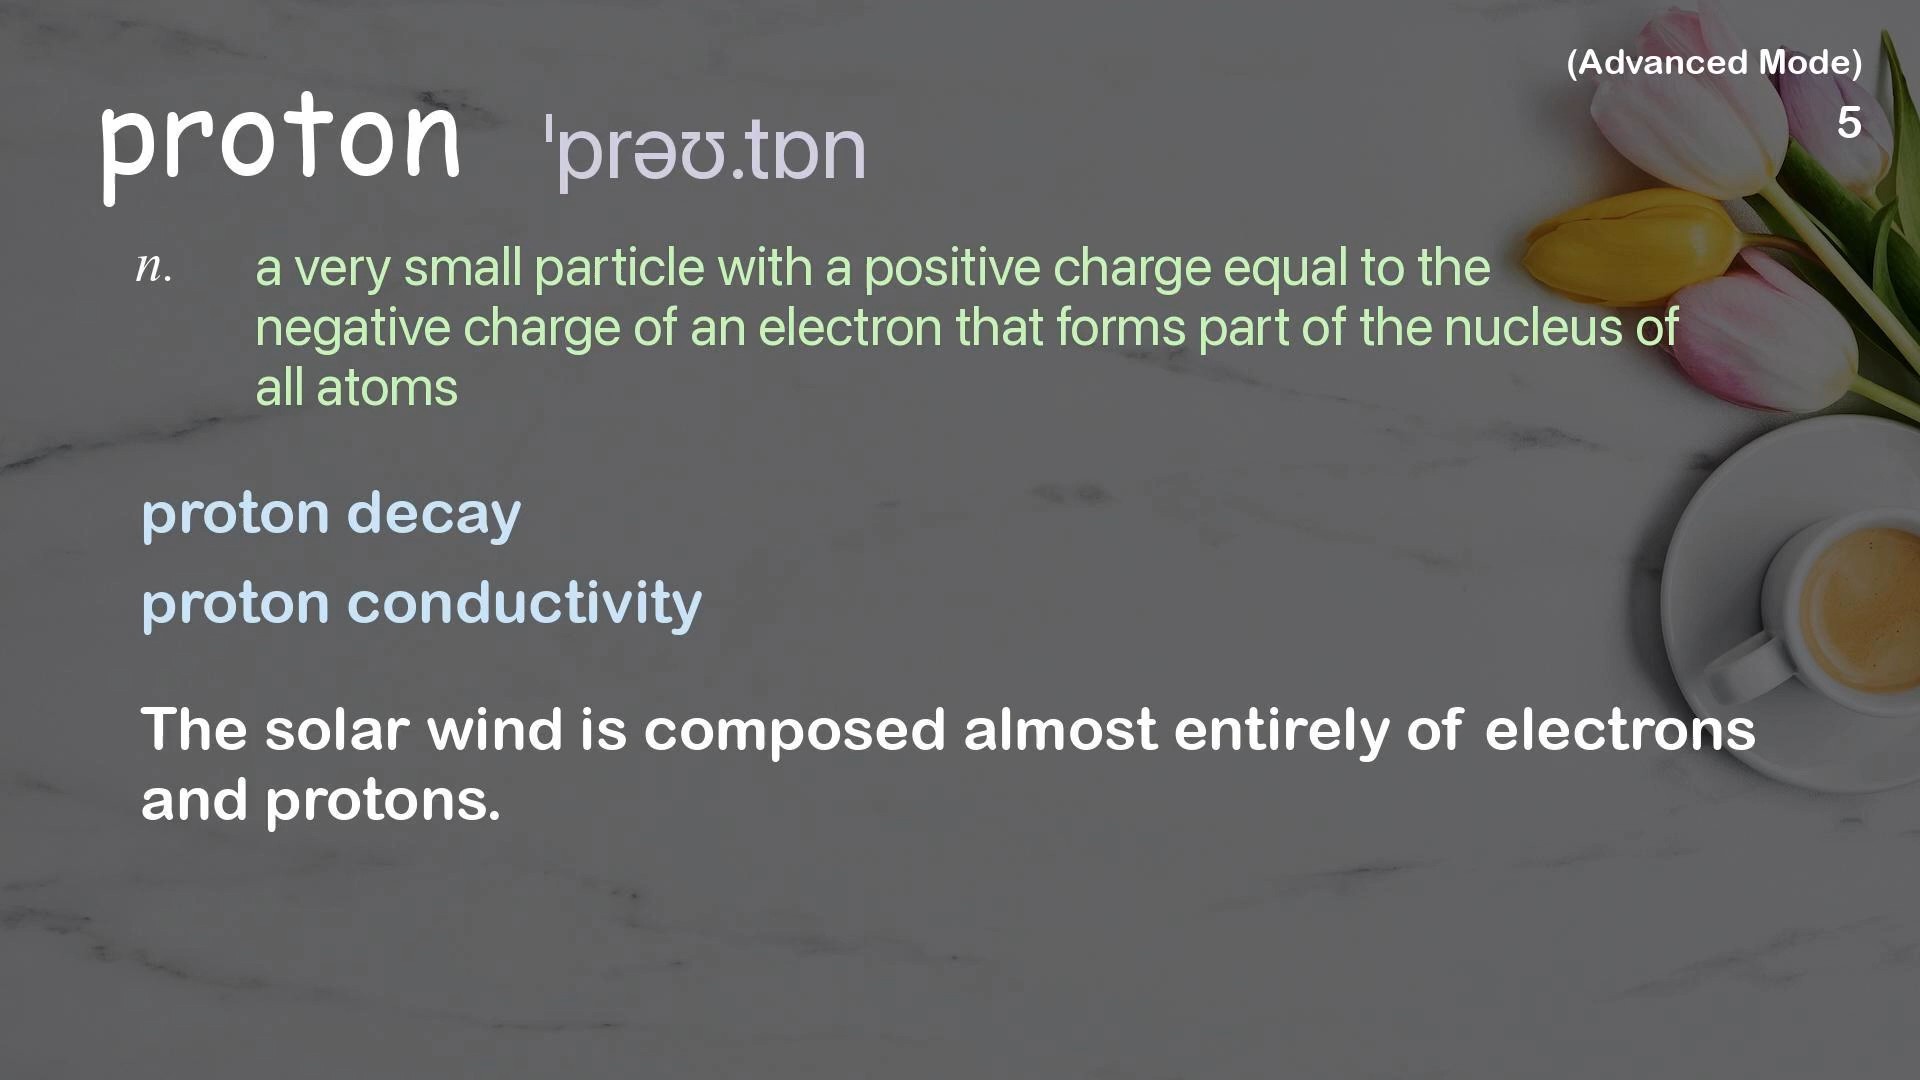 (Advanced Mode)
5
proton ˈprəʊ.tɒn
n. a very small particle with a positive charge equal to the
negative charge of an electron that forms part of the nucleus of
all atoms
proton decay
proton conductivity
The solar wind is composed almost entirely of electrons
and protons.